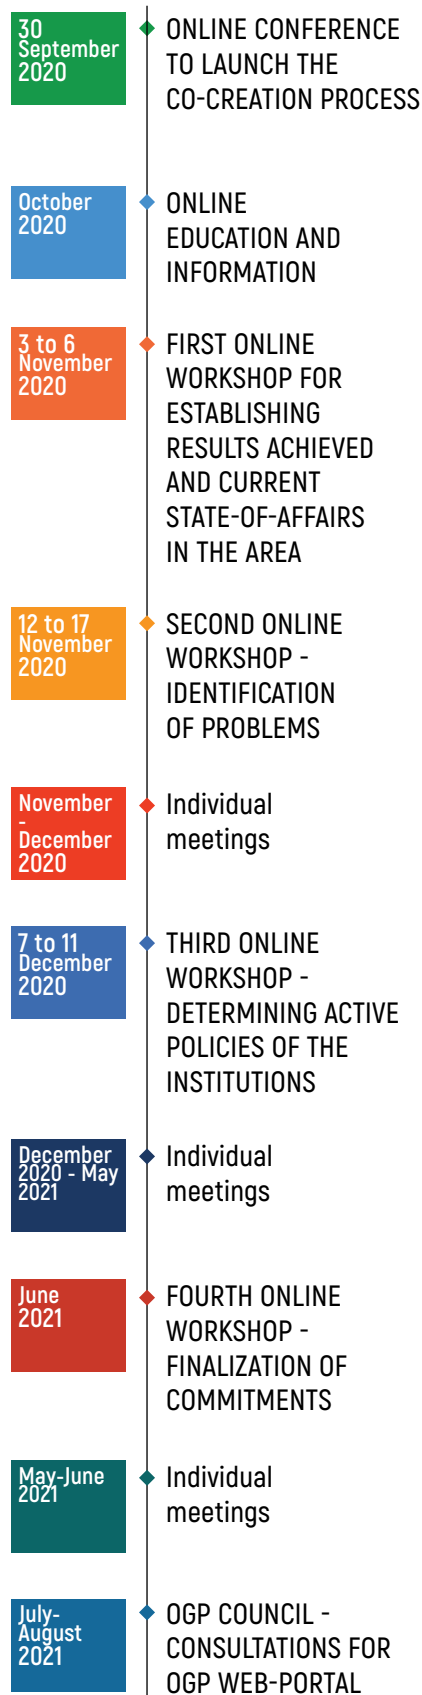 30
September
2020
ONLINE CONFERENCE
TO LAUNCH THE
CO-CREATION PROCESS
October
2020
ONLINE
EDUCATION AND
INFORMATION
3 to 6
November
2020
FIRST ONLINE
WORKSHOP FOR
ESTABLISHING
RESULTS ACHIEVED
AND CURRENT
STATE-OF-AFFAIRS
IN THE AREA
12 to 17
November
2020
SECOND ONLINE
WORKSHOP -
IDENTIFICATION
OF PROBLEMS
November
-
December
2020
Individual
meetings
7 to 11
December
2020
THIRD ONLINE
WORKSHOP -
DETERMINING ACTIVE
POLICIES OF THE
INSTITUTIONS
December
2020 - May
2021
Individual
meetings
June
2021
FOURTH ONLINE
WORKSHOP -
FINALIZATION OF
COMMITMENTS
May-June
2021
Individual
meetings
July-
August
2021
OGP COUNCIL -
CONSULTATIONS FOR
OGP WEB-PORTAL